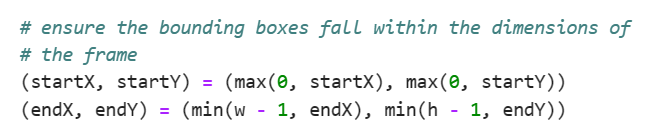 # ensure the bounding boxes fall within the dimensions of
# the frame
(startX, startY) = (max(0, startX), max(0, startY))
(endX, endY) = (min(w - 1, endX), min(h - 1, endY))